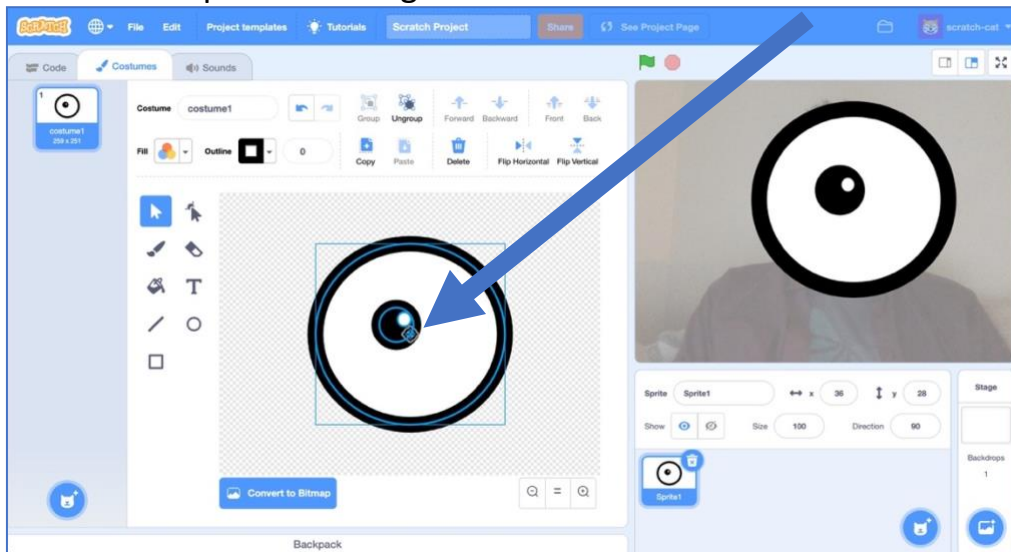 SCRATCH File Edit Project templates Tutorials Scratch Project Share See Project Page scratch-cat
Code Costumes Sounds
1
costume1
259 x 251
Costume costume1 Group Ungroup Forward Backward Front Back
Fill Outline 0 Copy Paste Delete Flip Horizontal Flip Vertical
T
Convert to Bitmap
=
Sprite Sprite1 x 36 y 28
Show Size 100 Direction 90
Sprite1
Stage
Backdrops
1
Backpack